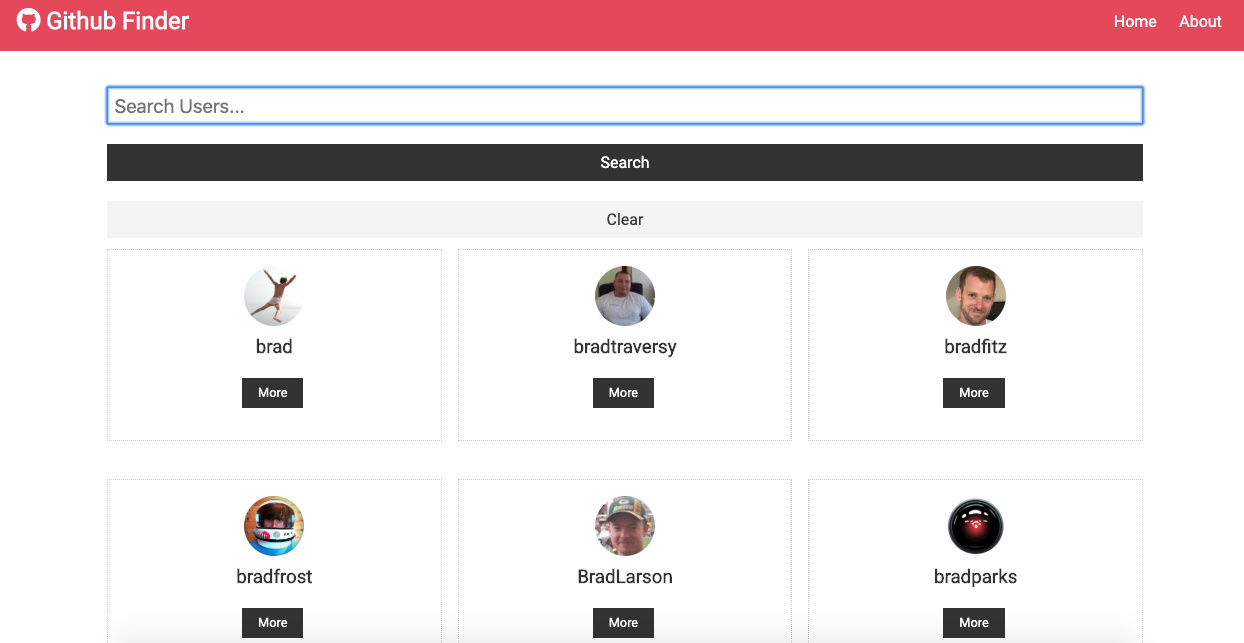 Github Finder Home About
Search Users...
Search
Clear
brad bradtraversy bradfitz
More More More
bradfrost BradLarson bradparks
More More More